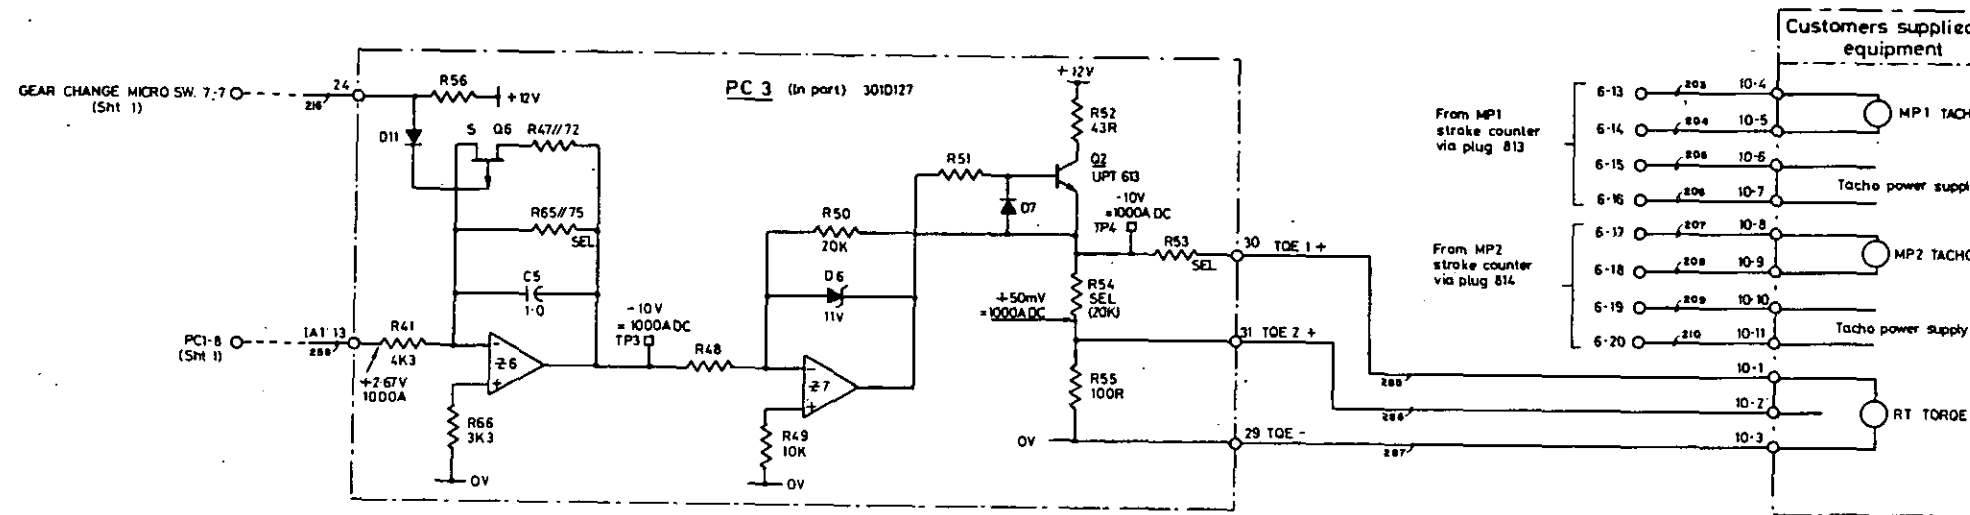 GEAR CHANGE MICRO SW. 7·7
(Sht 1)
216
24
R56
+12V
D11
S Q6 R47//72
R65//75
SEL
C5
1·0
PC1-8
(Sht 1)
[A] 13
R41
4K3
+2·67V
1000A
Z6
R66
3K3
0V
-10V
= 1000A DC
TP3
R48
PC 3 (In part) 301D127
R50
20K
D6
11V
Z7
R49
10K
0V
R51
+12V
R52
43R
Q2
UPT 613
D7
-10V
=1000A DC
TP4
R53
SEL
R54
SEL
(20K)
+50mV
=1000A DC
R55
100R
0V
30 TQE 1 +
31 TQE 2 +
29 TQE -
286
287
From MP1
stroke counter
via plug 813
6-13 203 10-4
6-14 204 10-5
6-15 205 10-6
6-16 206 10-7
From MP2
stroke counter
via plug 814
6-17 207 10-8
6-18 208 10-9
6-19 209 10-10
6-20 210 10-11
10-1
10-2
10-3
Customers supplied
equipment
MP1 TACH
Tacho power suppl
MP2 TACHO
Tacho power supply
RT TORQE